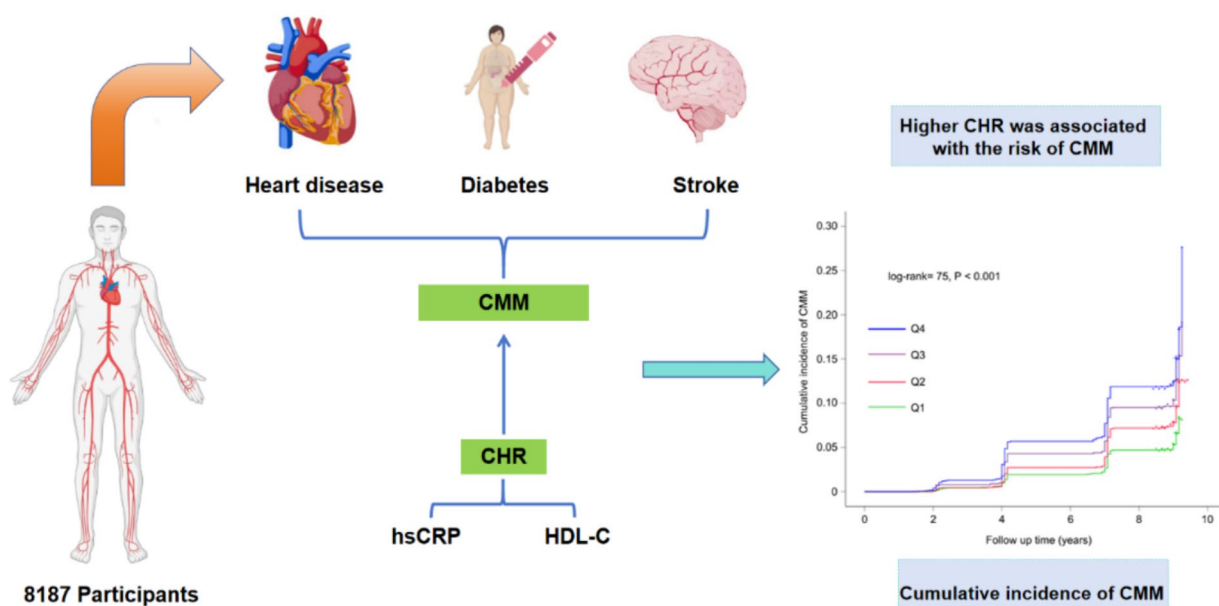 Heart disease
Diabetes
Stroke
CMM
CHR
hsCRP
HDL-C
8187 Participants
Higher CHR was associated
with the risk of CMM
Cumulative incidence of CMM
0.30
0.25
0.20
0.15
0.10
0.05
0
log-rank= 75, P < 0.001
Q4
Q3
Q2
Q1
0 2 4 6 8 10
Follow up time (years)
Cumulative incidence of CMM